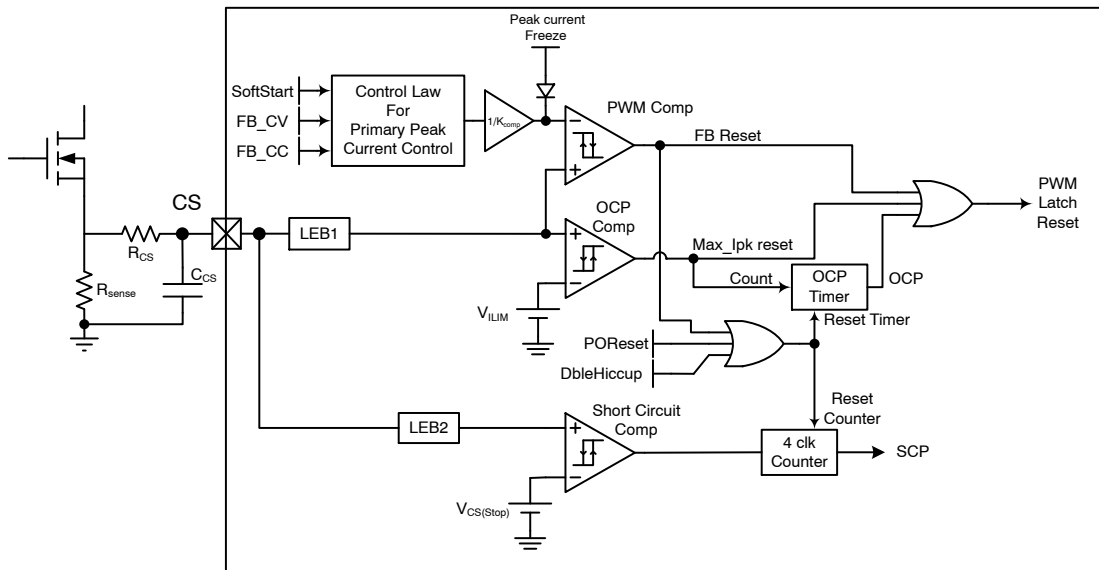 Peak current
Freeze
SoftStart
FB_CV
FB_CC
Control Law
For
Primary Peak
Current Control
1/Kcomp
PWM Comp
FB Reset
PWM
Latch
Reset
CS
LEB1
RCS
CCS
Rsense
OCP
Comp
Max_Ipk reset
Count
OCP
Timer
OCP
VILIM
Reset Timer
POReset
DbleHiccup
Reset
Counter
LEB2
Short Circuit
Comp
4 clk
Counter
SCP
VCS(Stop)